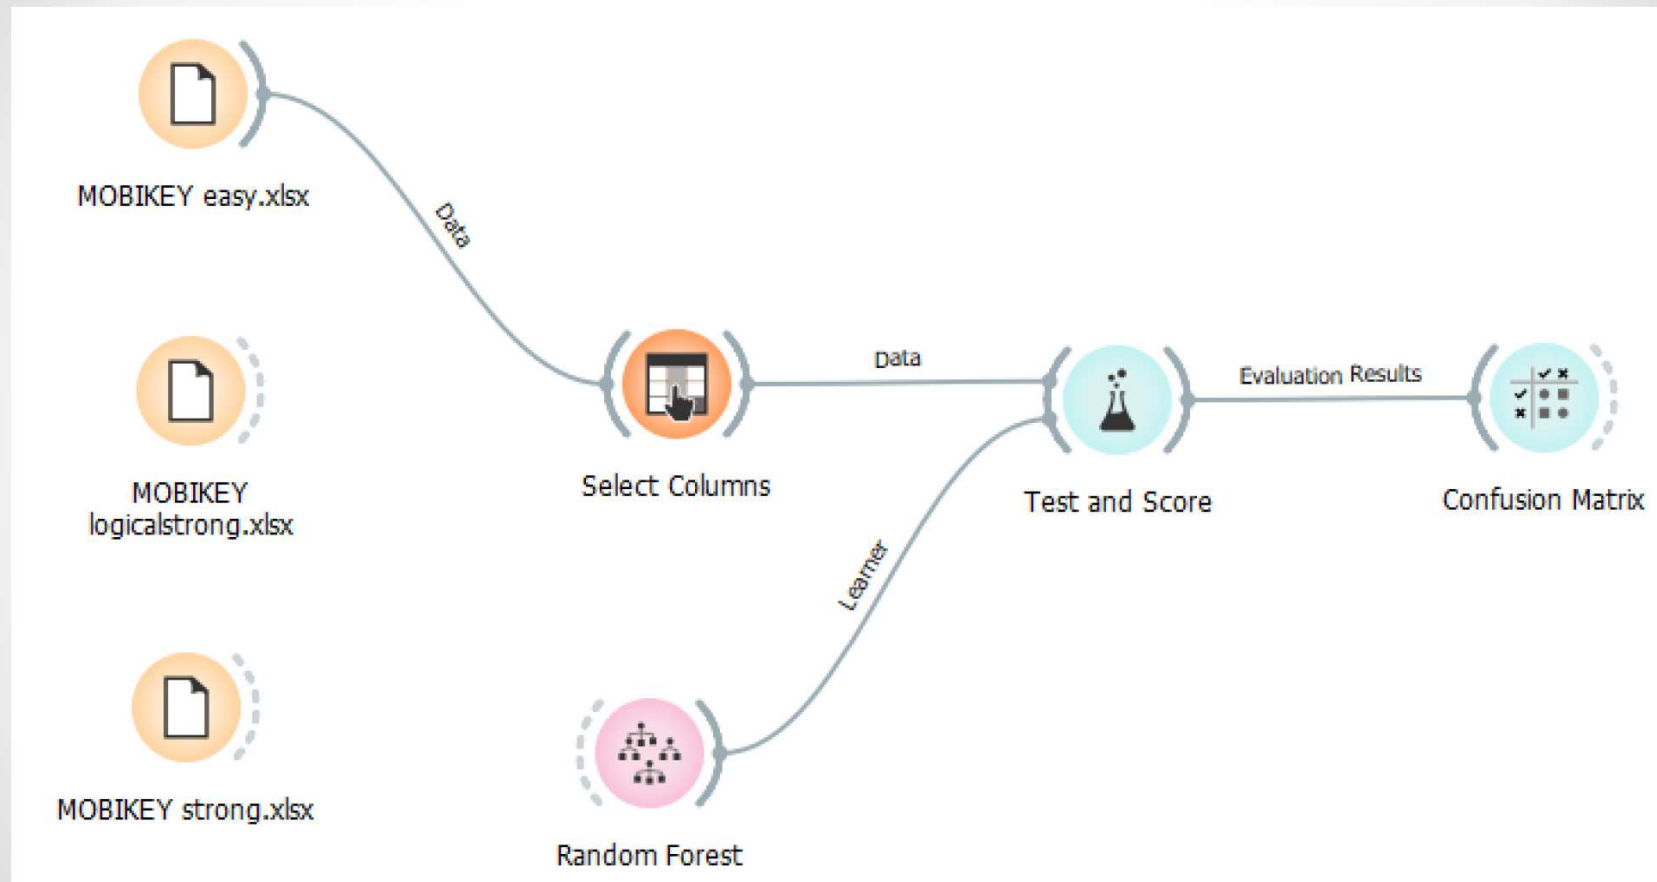 MOBIKEY easy.xlsx
Data
MOBIKEY
logicalstrong.xlsx
Select Columns
Data
Test and Score
Evaluation Results
Confusion Matrix
Learner
MOBIKEY strong.xlsx
Random Forest